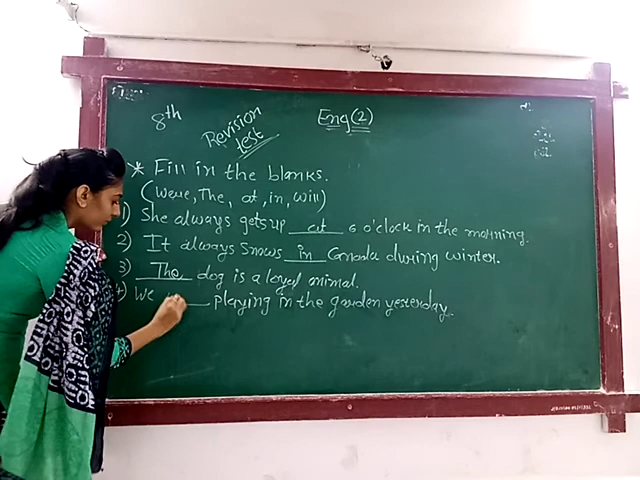 8th
Revision
test
Eng (2)
* Fill in the blanks.
(Were, The, at, in, will)
1) She always gets up at 6 o'clock in the morning.
2) It always snows in Canada during winter.
3) The dog is a loyal animal.
4) We ____ playing in the garden yesterday.